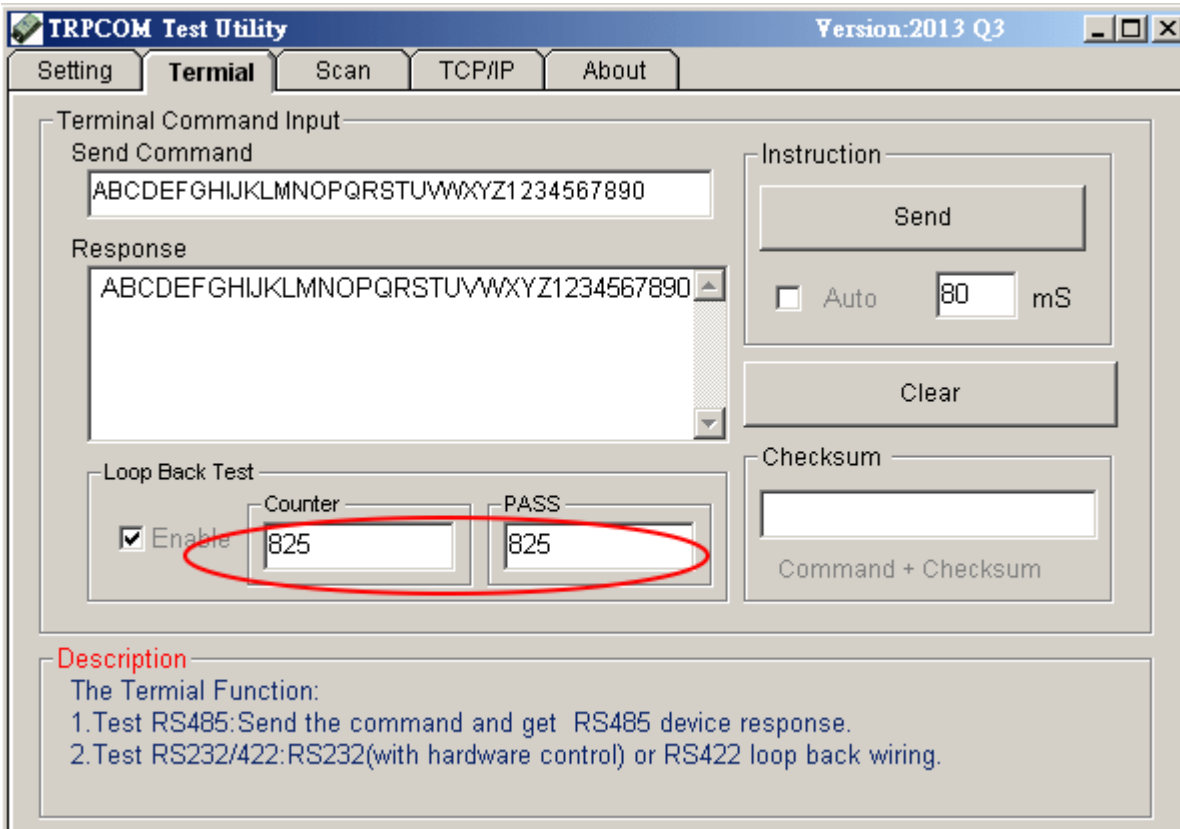 TRPCOM Test Utility Version:2013 Q3
Setting Termial Scan TCP/IP About
Terminal Command Input
Send Command
ABCDEFGHIJKLMNOPQRSTUVWXYZ1234567890
Response
ABCDEFGHIJKLMNOPQRSTUVWXYZ1234567890
Loop Back Test
Enable
Counter
825
PASS
825
Instruction
Send
Auto 80 mS
Clear
Checksum
Command + Checksum
Description
The Termial Function:
1.Test RS485:Send the command and get RS485 device response.
2.Test RS232/422:RS232(with hardware control) or RS422 loop back wiring.